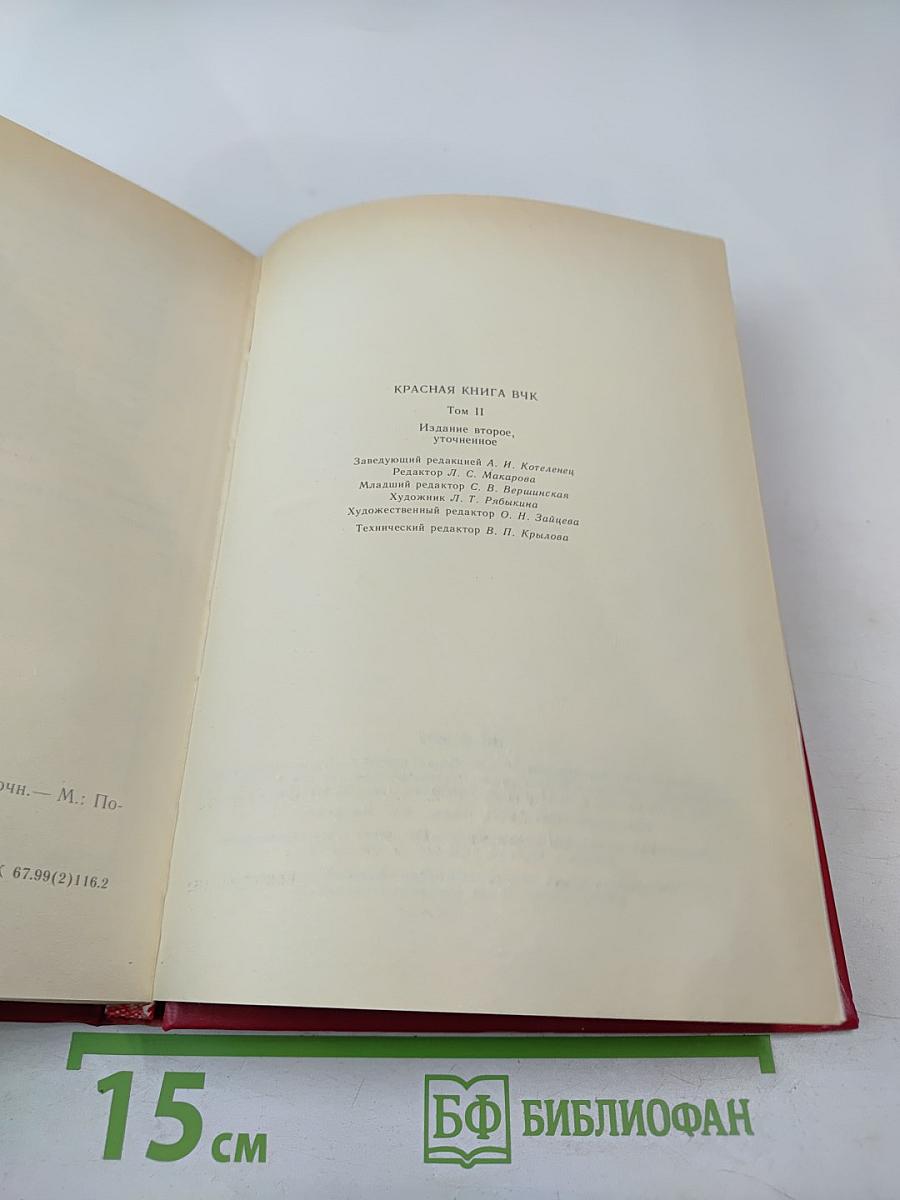 очн.— М.: По-
67.99(2)116.2
КРАСНАЯ КНИГА ВЧК
Том II
Издание второе,
уточненное
Заведующий редакцией А. И. Котеленец
Редактор Л. С. Макарова
Младший редактор С. В. Вершинская
Художник Л. Т. Рябыкина
Художественный редактор О. Н. Зайцева
Технический редактор В. П. Крылова
15 см
БФ БИБЛИОФАН